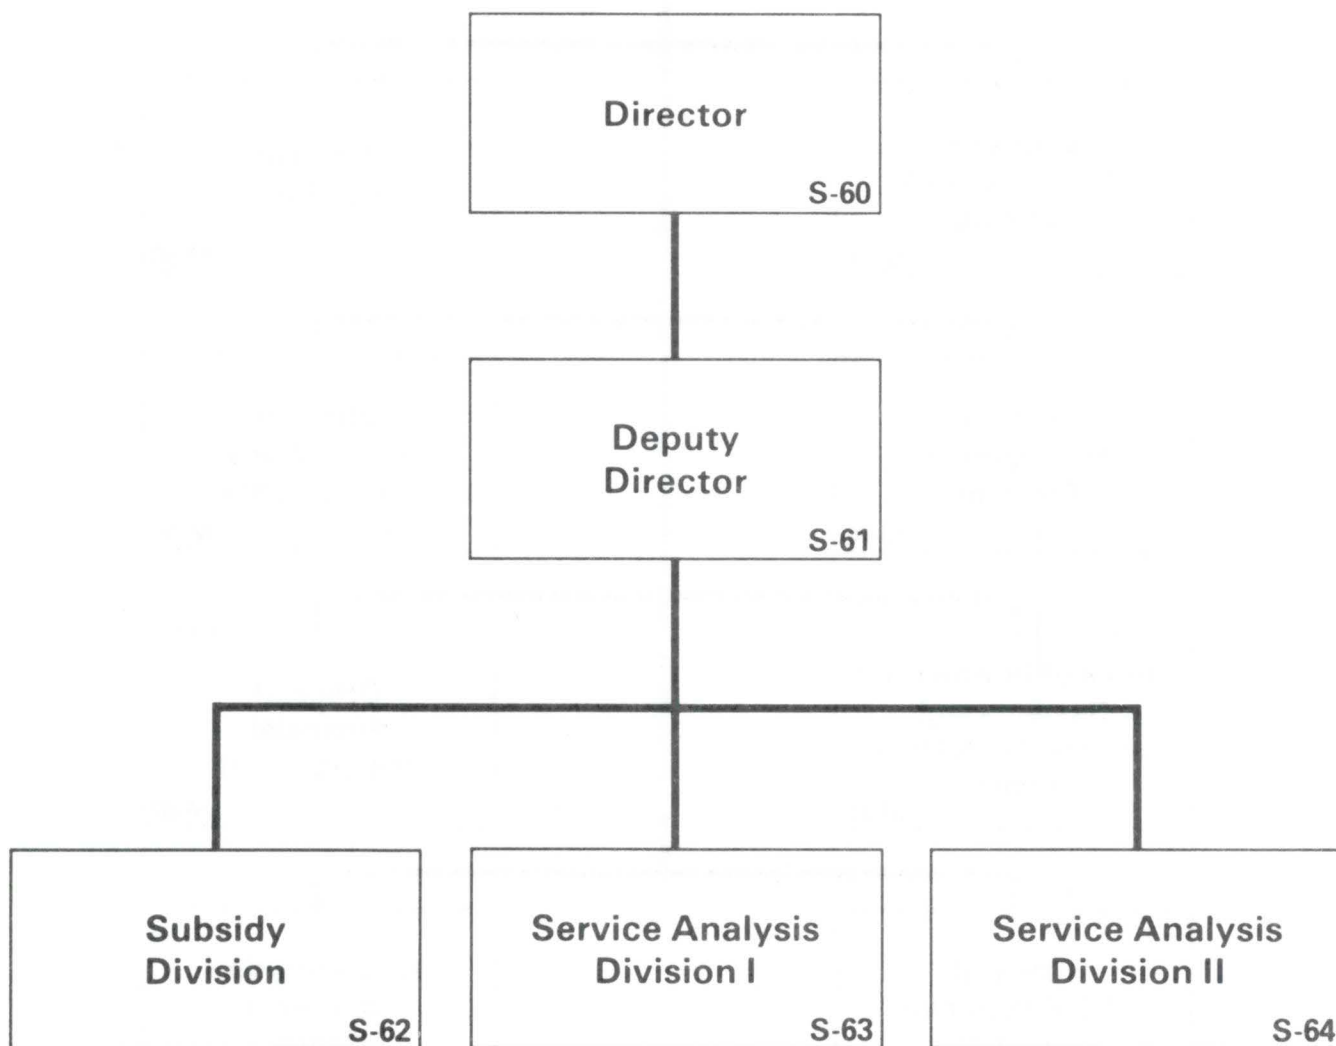 Director
S-60
Deputy
Director
S-61
Subsidy
Division
S-62
Service Analysis
Division I
S-63
Service Analysis
Division II
S-64